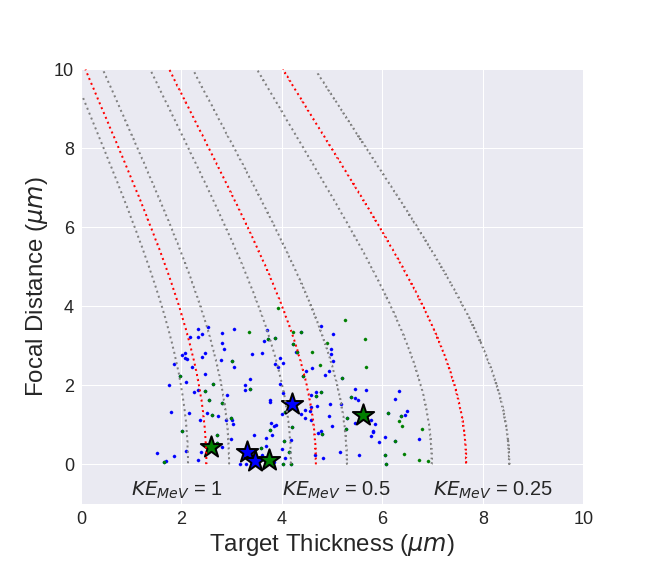 10
8
6
4
2
0
Focal Distance (μm)
KE_MeV = 1 KE_MeV = 0.5 KE_MeV = 0.25
0 2 4 6 8 10
Target Thickness (μm)